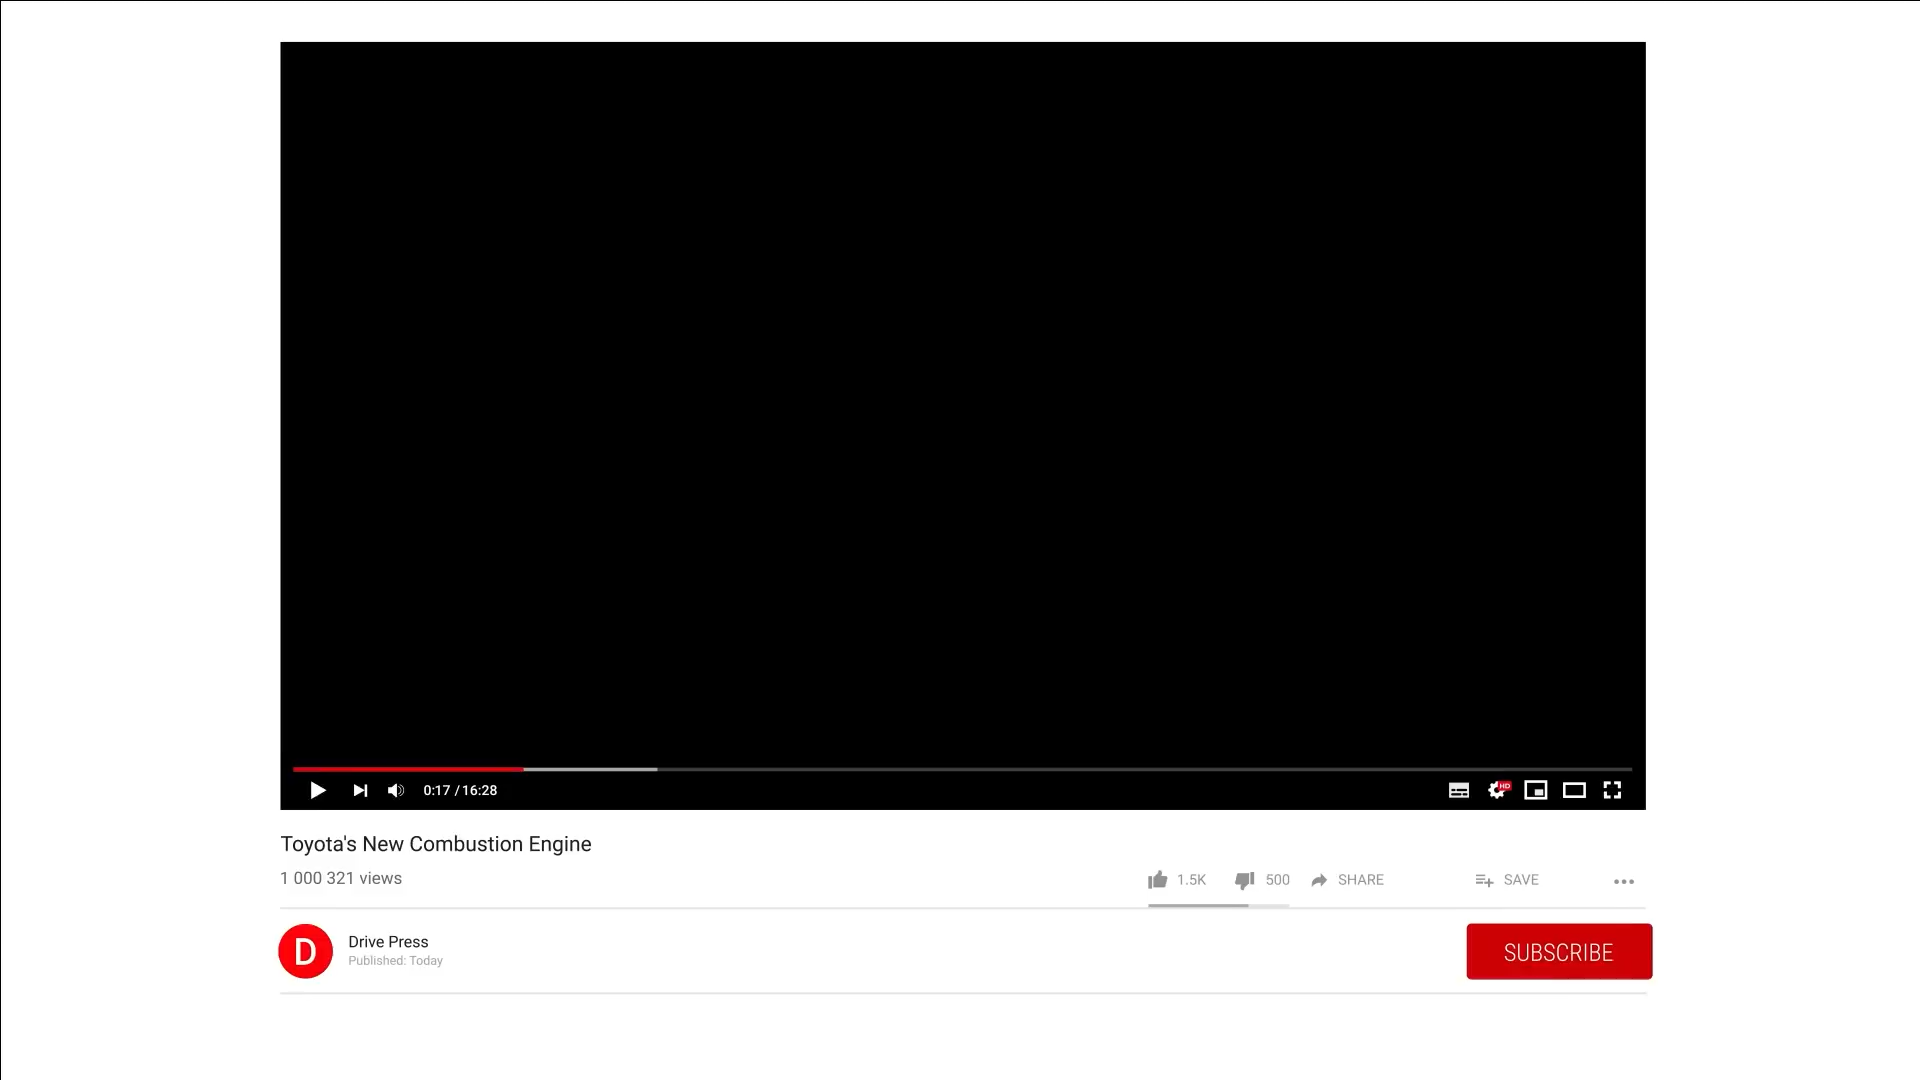 0:17 / 16:28
HD
Toyota's New Combustion Engine
1 000 321 views
1.5K
500
SHARE
SAVE
D
Drive Press
Published: Today
SUBSCRIBE